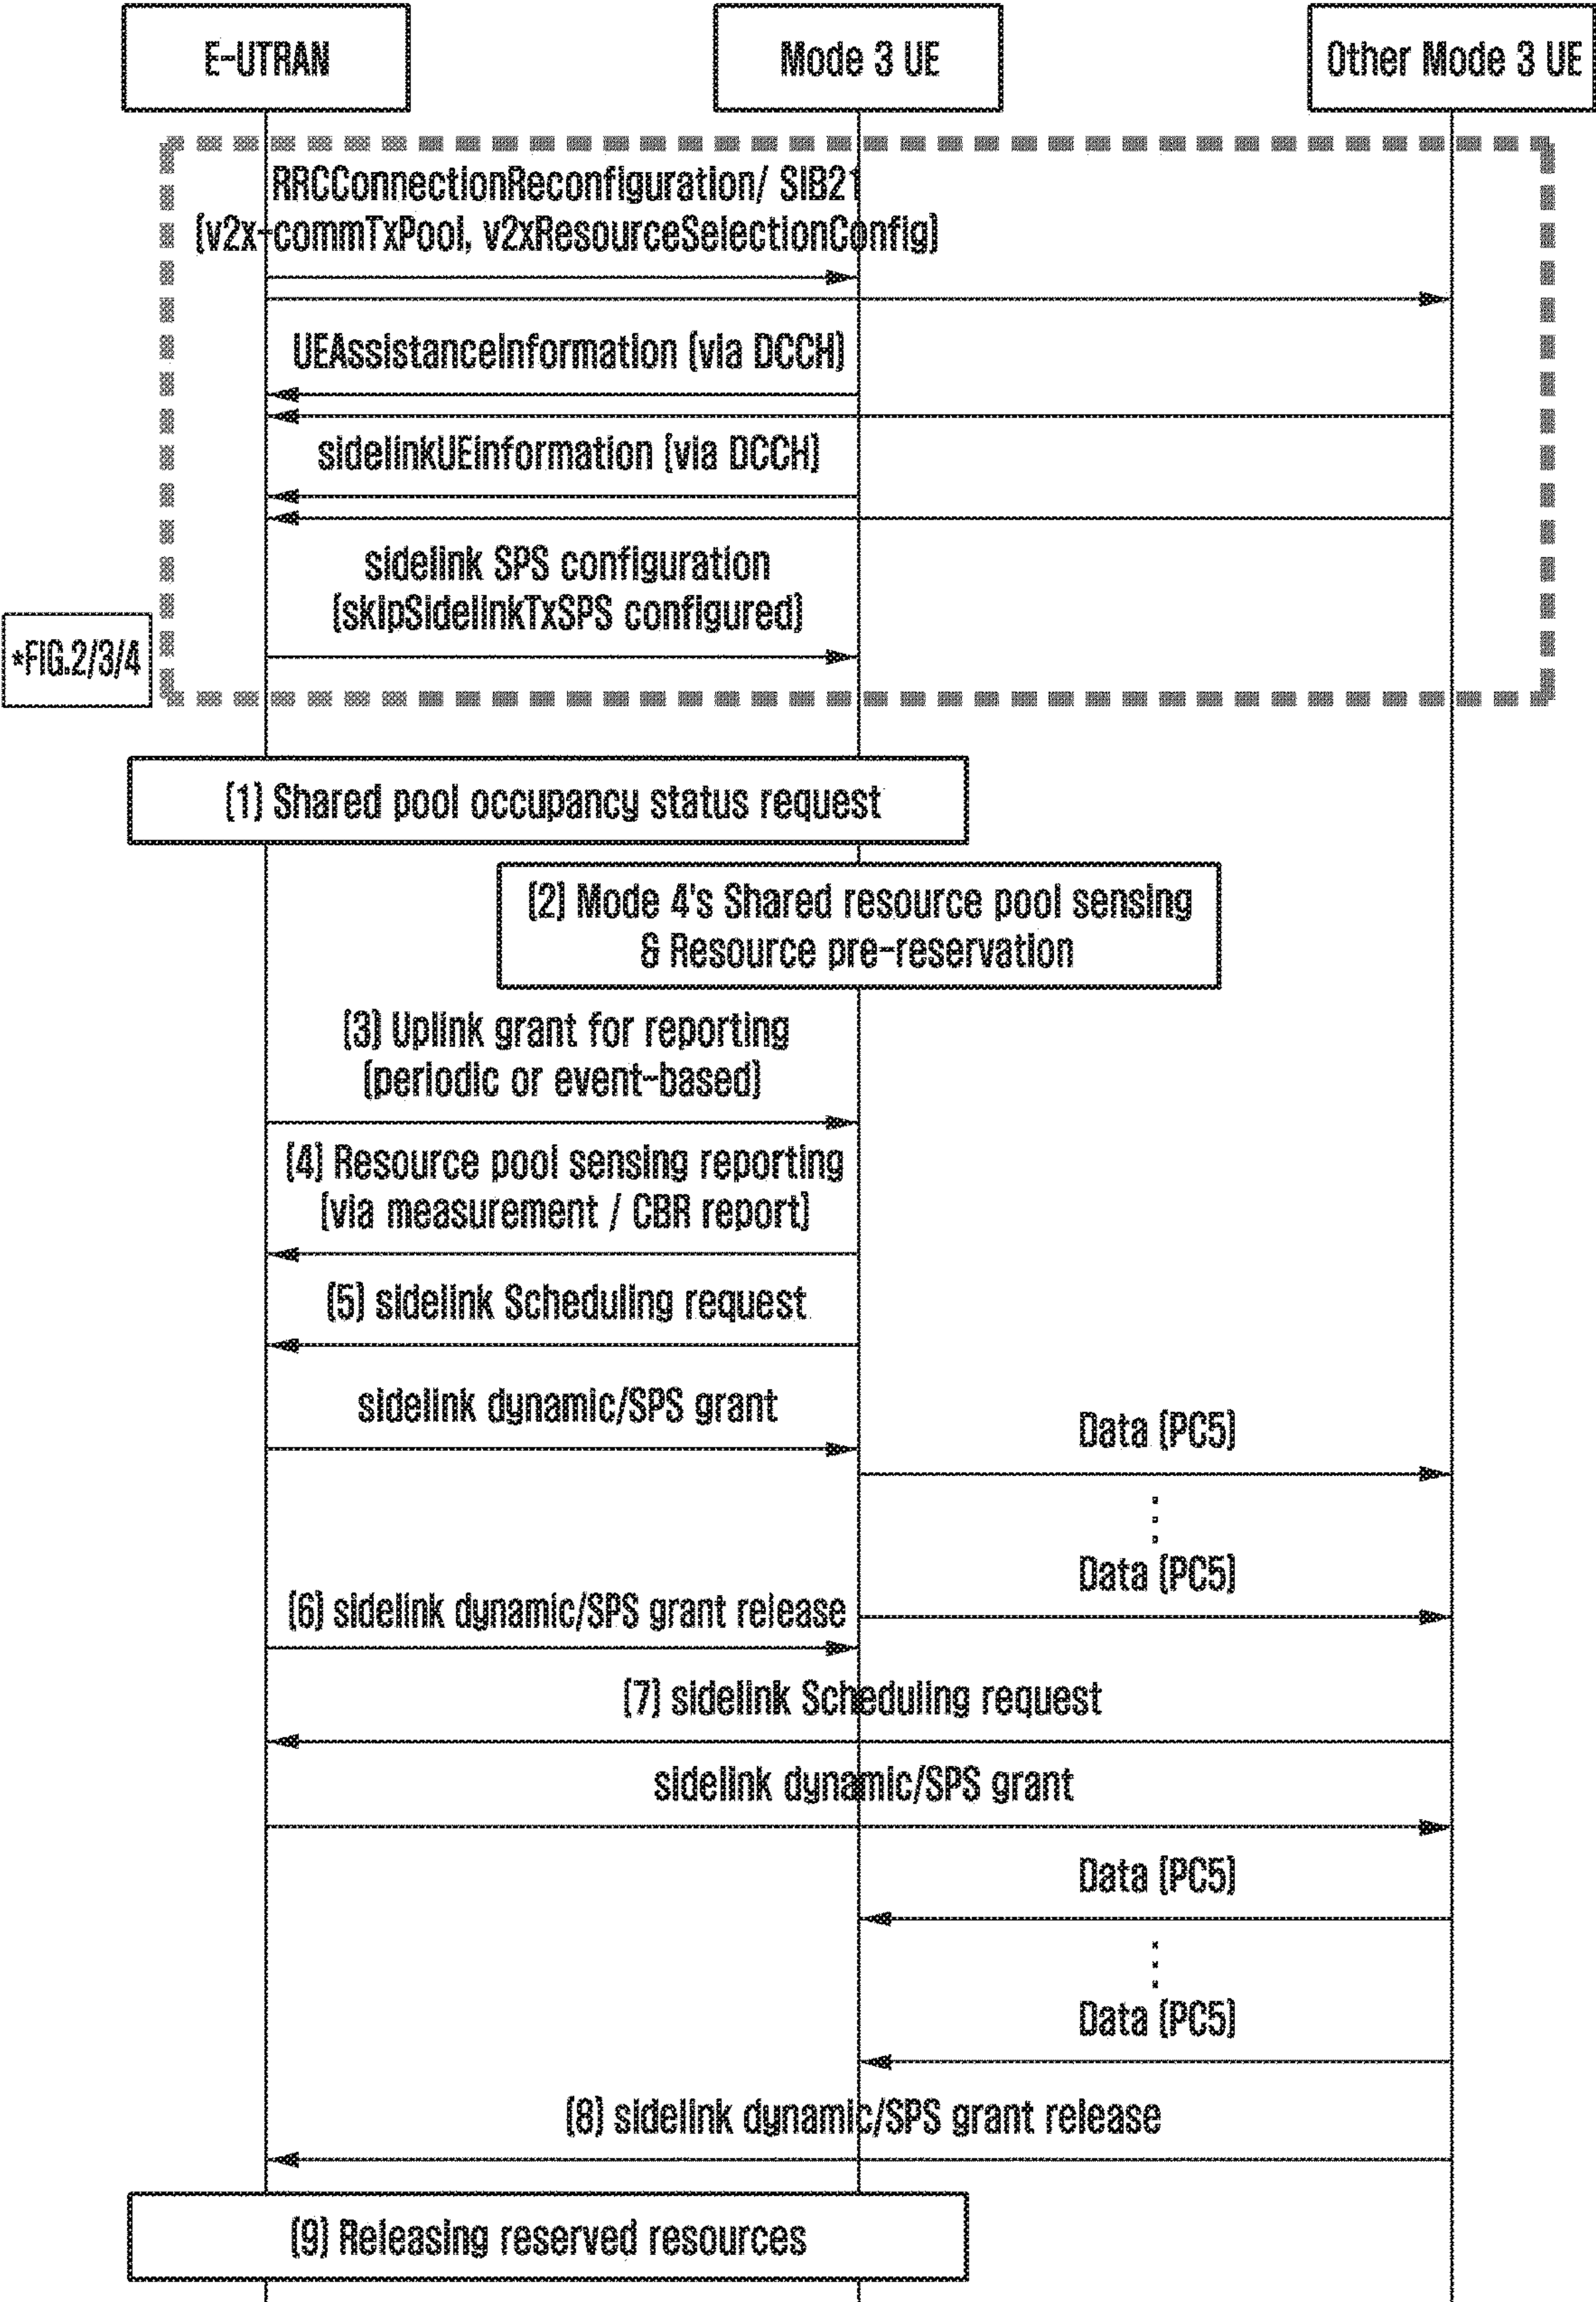 E-UTRAN
Mode 3 UE
Other Mode 3 UE
RRCConnectionReconfiguration/ SIB21
(v2x-commTxPool, v2xResourceSelectionConfig)
UEAssistanceInformation (via DCCH)
sidelinkUEinformation (via DCCH)
sidelink SPS configuration
(skipSidelinkTxSPS configured)
*FIG.2/3/4
(1) Shared pool occupancy status request
(2) Mode 4's Shared resource pool sensing
& Resource pre-reservation
(3) Uplink grant for reporting
(periodic or event-based)
(4) Resource pool sensing reporting
(via measurement / CBR report)
(5) sidelink Scheduling request
sidelink dynamic/SPS grant
Data (PC5)
Data (PC5)
(6) sidelink dynamic/SPS grant release
(7) sidelink Scheduling request
sidelink dynamic/SPS grant
Data (PC5)
Data (PC5)
(8) sidelink dynamic/SPS grant release
(9) Releasing reserved resources